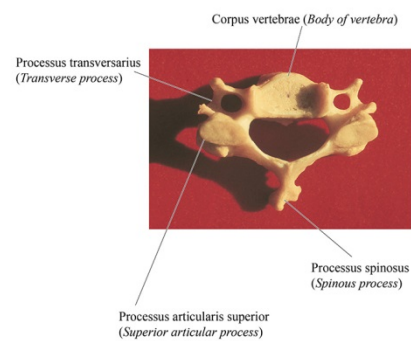 Corpus vertebrae (Body of vertebra)
Processus transversarius
(Transverse process)
Processus spinosus
(Spinous process)
Processus articularis superior
(Superior articular process)